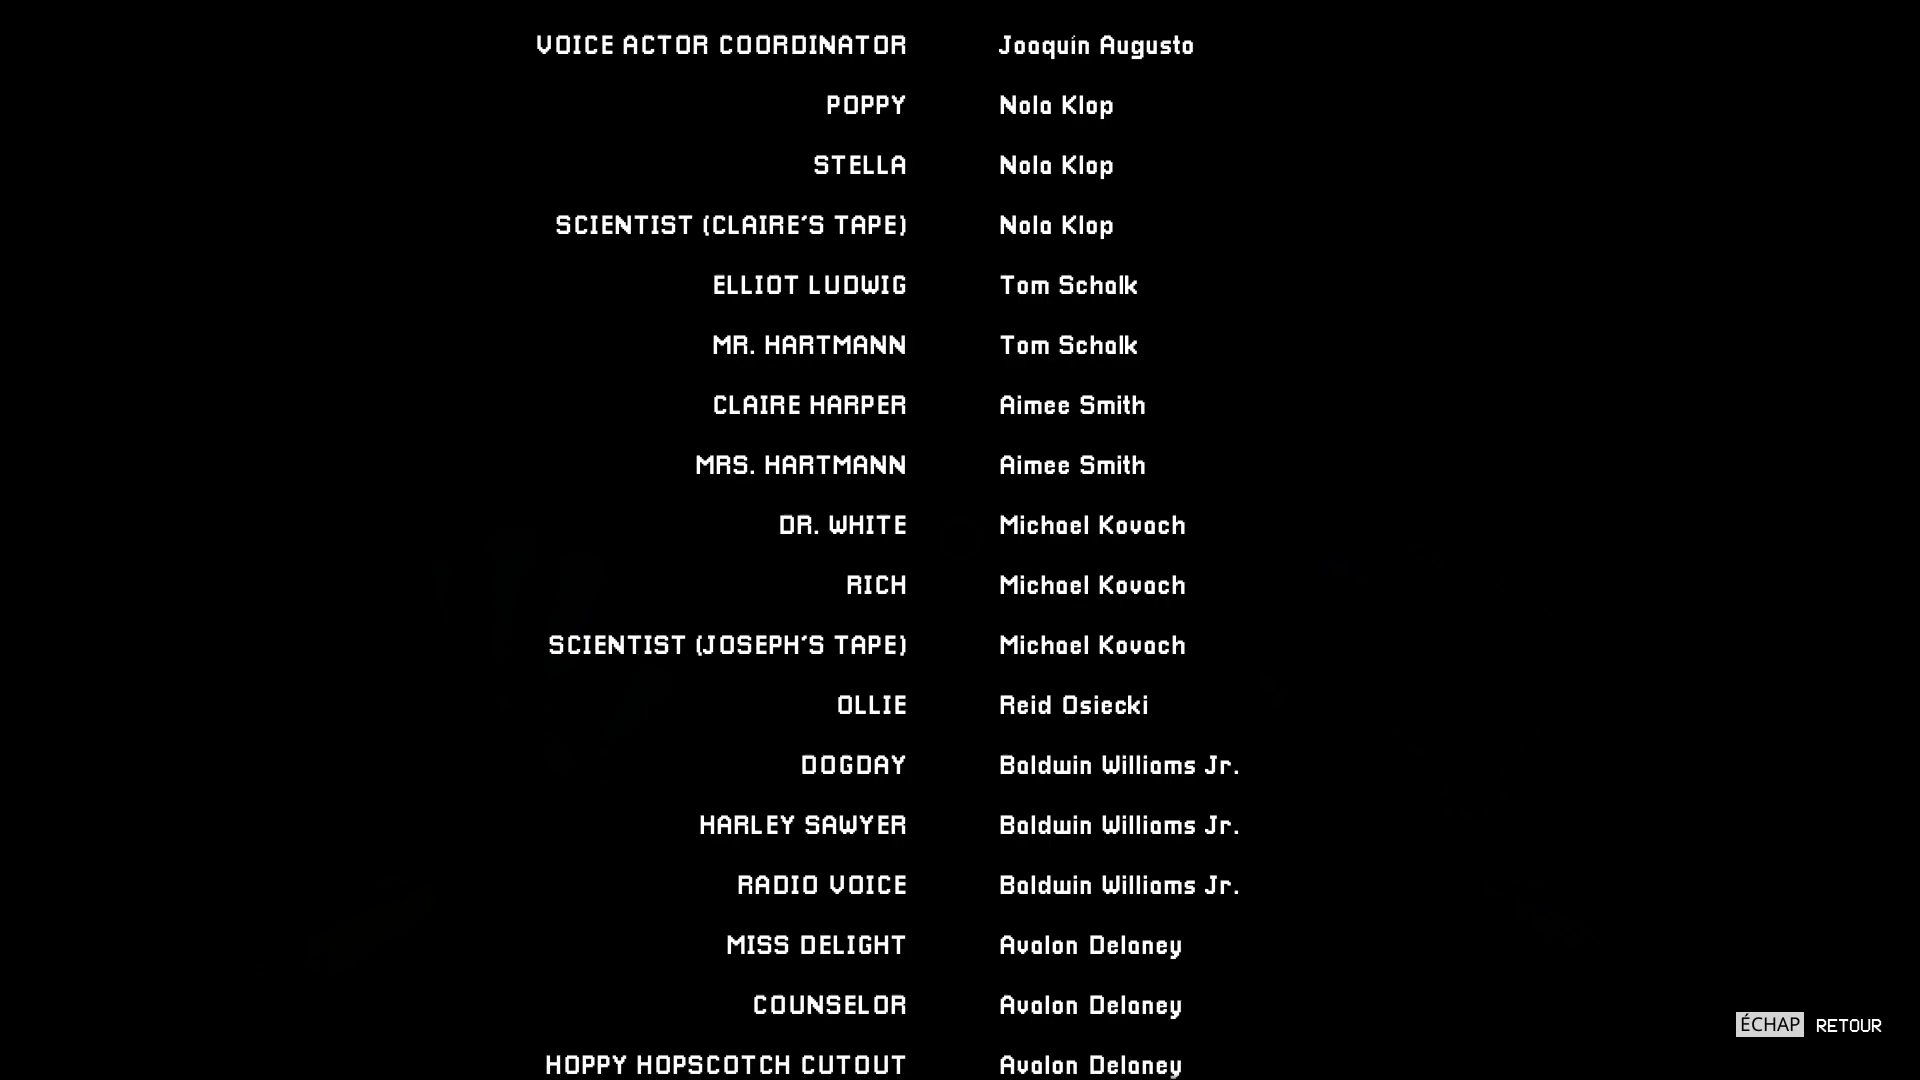 VOICE ACTOR COORDINATOR Joaquín Augusto
POPPY Nola Klop
STELLA Nola Klop
SCIENTIST (CLAIRE'S TAPE) Nola Klop
ELLIOT LUDWIG Tom Schalk
MR. HARTMANN Tom Schalk
CLAIRE HARPER Aimee Smith
MRS. HARTMANN Aimee Smith
DR. WHITE Michael Kovach
RICH Michael Kovach
SCIENTIST (JOSEPH'S TAPE) Michael Kovach
OLLIE Reid Osiecki
DOGDAY Baldwin Williams Jr.
HARLEY SAWYER Baldwin Williams Jr.
RADIO VOICE Baldwin Williams Jr.
MISS DELIGHT Avalon Delaney
COUNSELOR Avalon Delaney
ÉCHAP RETOUR
HOPPY HOPSCOTCH CUTOUT Avalon Delaney